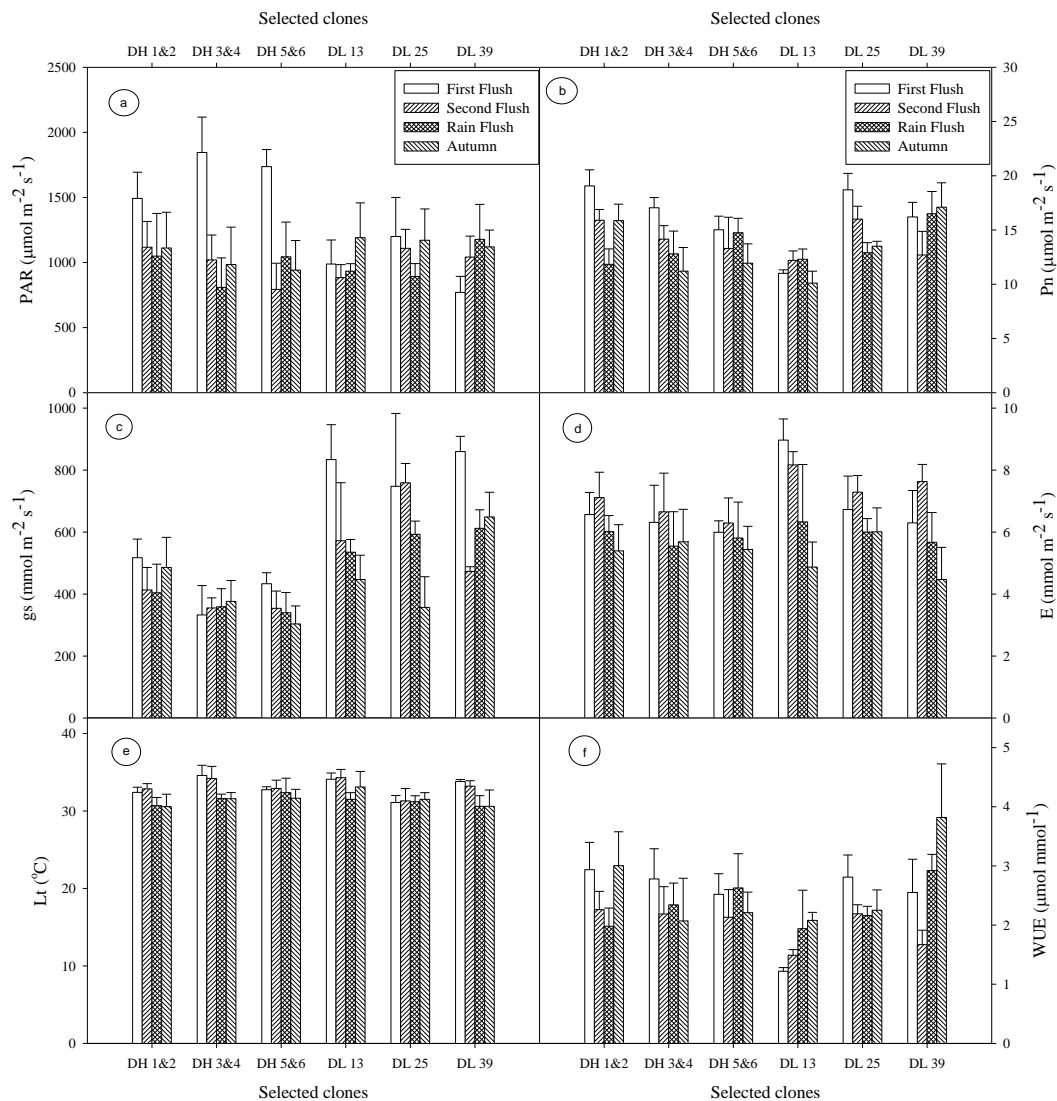 Selected clones
Selected clones
DH 1&2 DH 3&4 DH 5&6 DL 13 DL 25 DL 39
DH 1&2 DH 3&4 DH 5&6 DL 13 DL 25 DL 39
a
PAR (µmol m⁻² s⁻¹)
2500
2000
1500
1000
500
0
First Flush
Second Flush
Rain Flush
Autumn
b
First Flush
Second Flush
Rain Flush
Autumn
30
25
20
15
10
5
0
Pn (µmol m⁻² s⁻¹)
c
gs (mmol m⁻² s⁻¹)
1000
800
600
400
200
0
d
10
8
6
4
2
0
E (mmol m⁻² s⁻¹)
e
Lt (°C)
40
30
20
10
0
f
5
4
3
2
1
0
WUE (µmol mmol⁻¹)
DH 1&2 DH 3&4 DH 5&6 DL 13 DL 25 DL 39
DH 1&2 DH 3&4 DH 5&6 DL 13 DL 25 DL 39
Selected clones
Selected clones